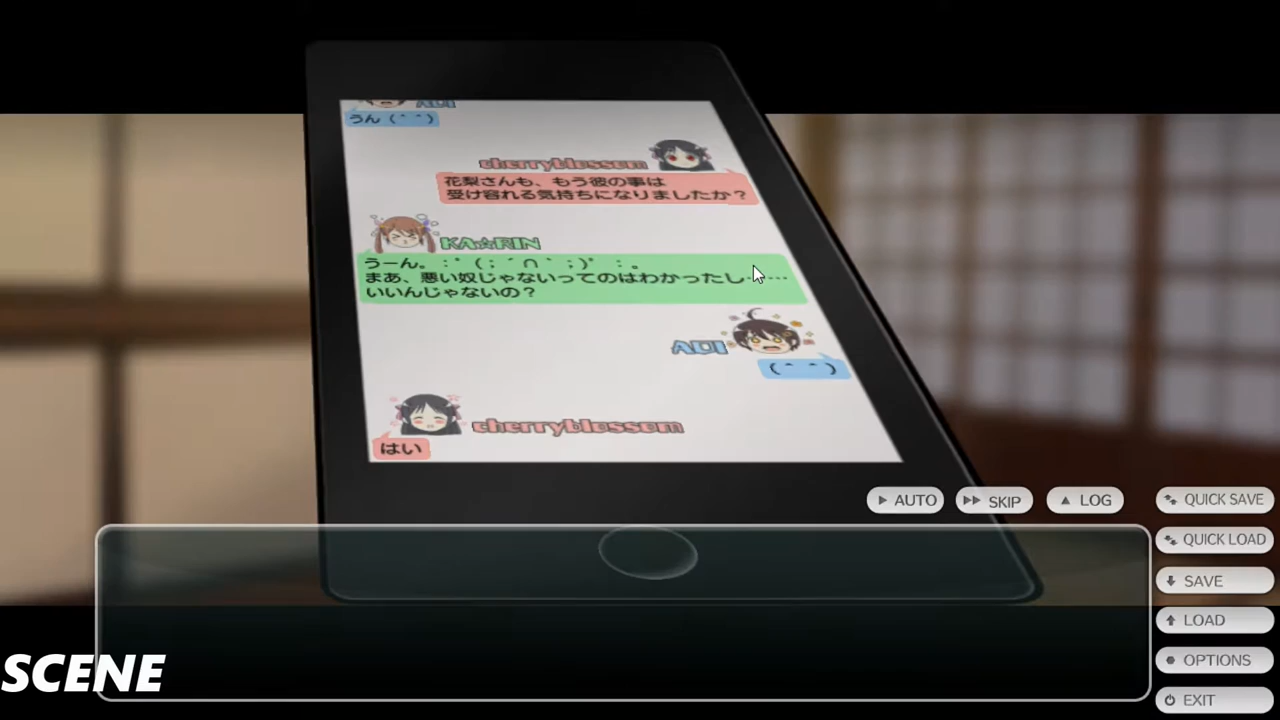 AOI
うん (＾＾)
cherryblossom
花梨さんも、もう彼の事は
受け容れる気持ちになりましたか？
KA☆RIN
うーん。：ﾟ(；´∩｀；)ﾟ：。
まあ、悪い奴じゃないってのはわかったし……
いいんじゃないの？
AOI
(＾ ＾)
cherryblossom
はい
AUTO
SKIP
LOG
QUICK SAVE
QUICK LOAD
SAVE
LOAD
OPTIONS
EXIT
SCENE